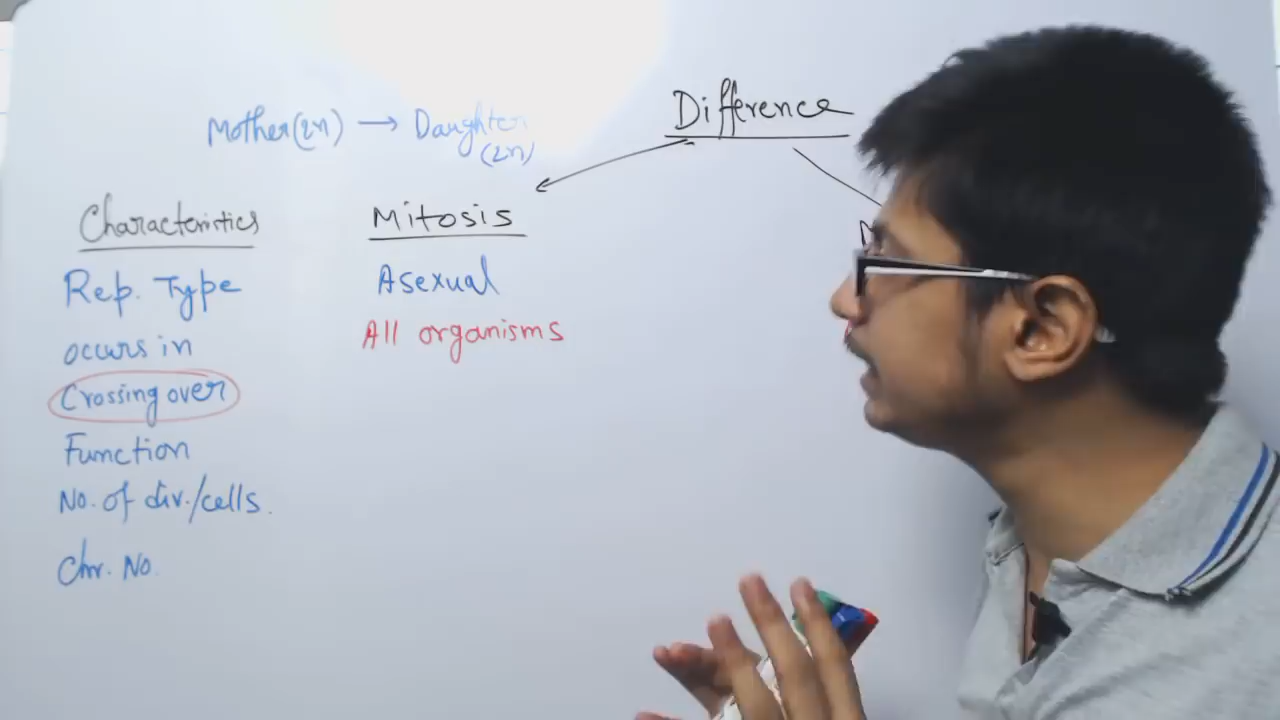 Difference
Mother(2n) → Daughter
(2n)
Characteristics
Mitosis
Rep. Type
Asexual
occurs in
All organisms
Crossing over
Function
No. of div./cells.
Chr. No.